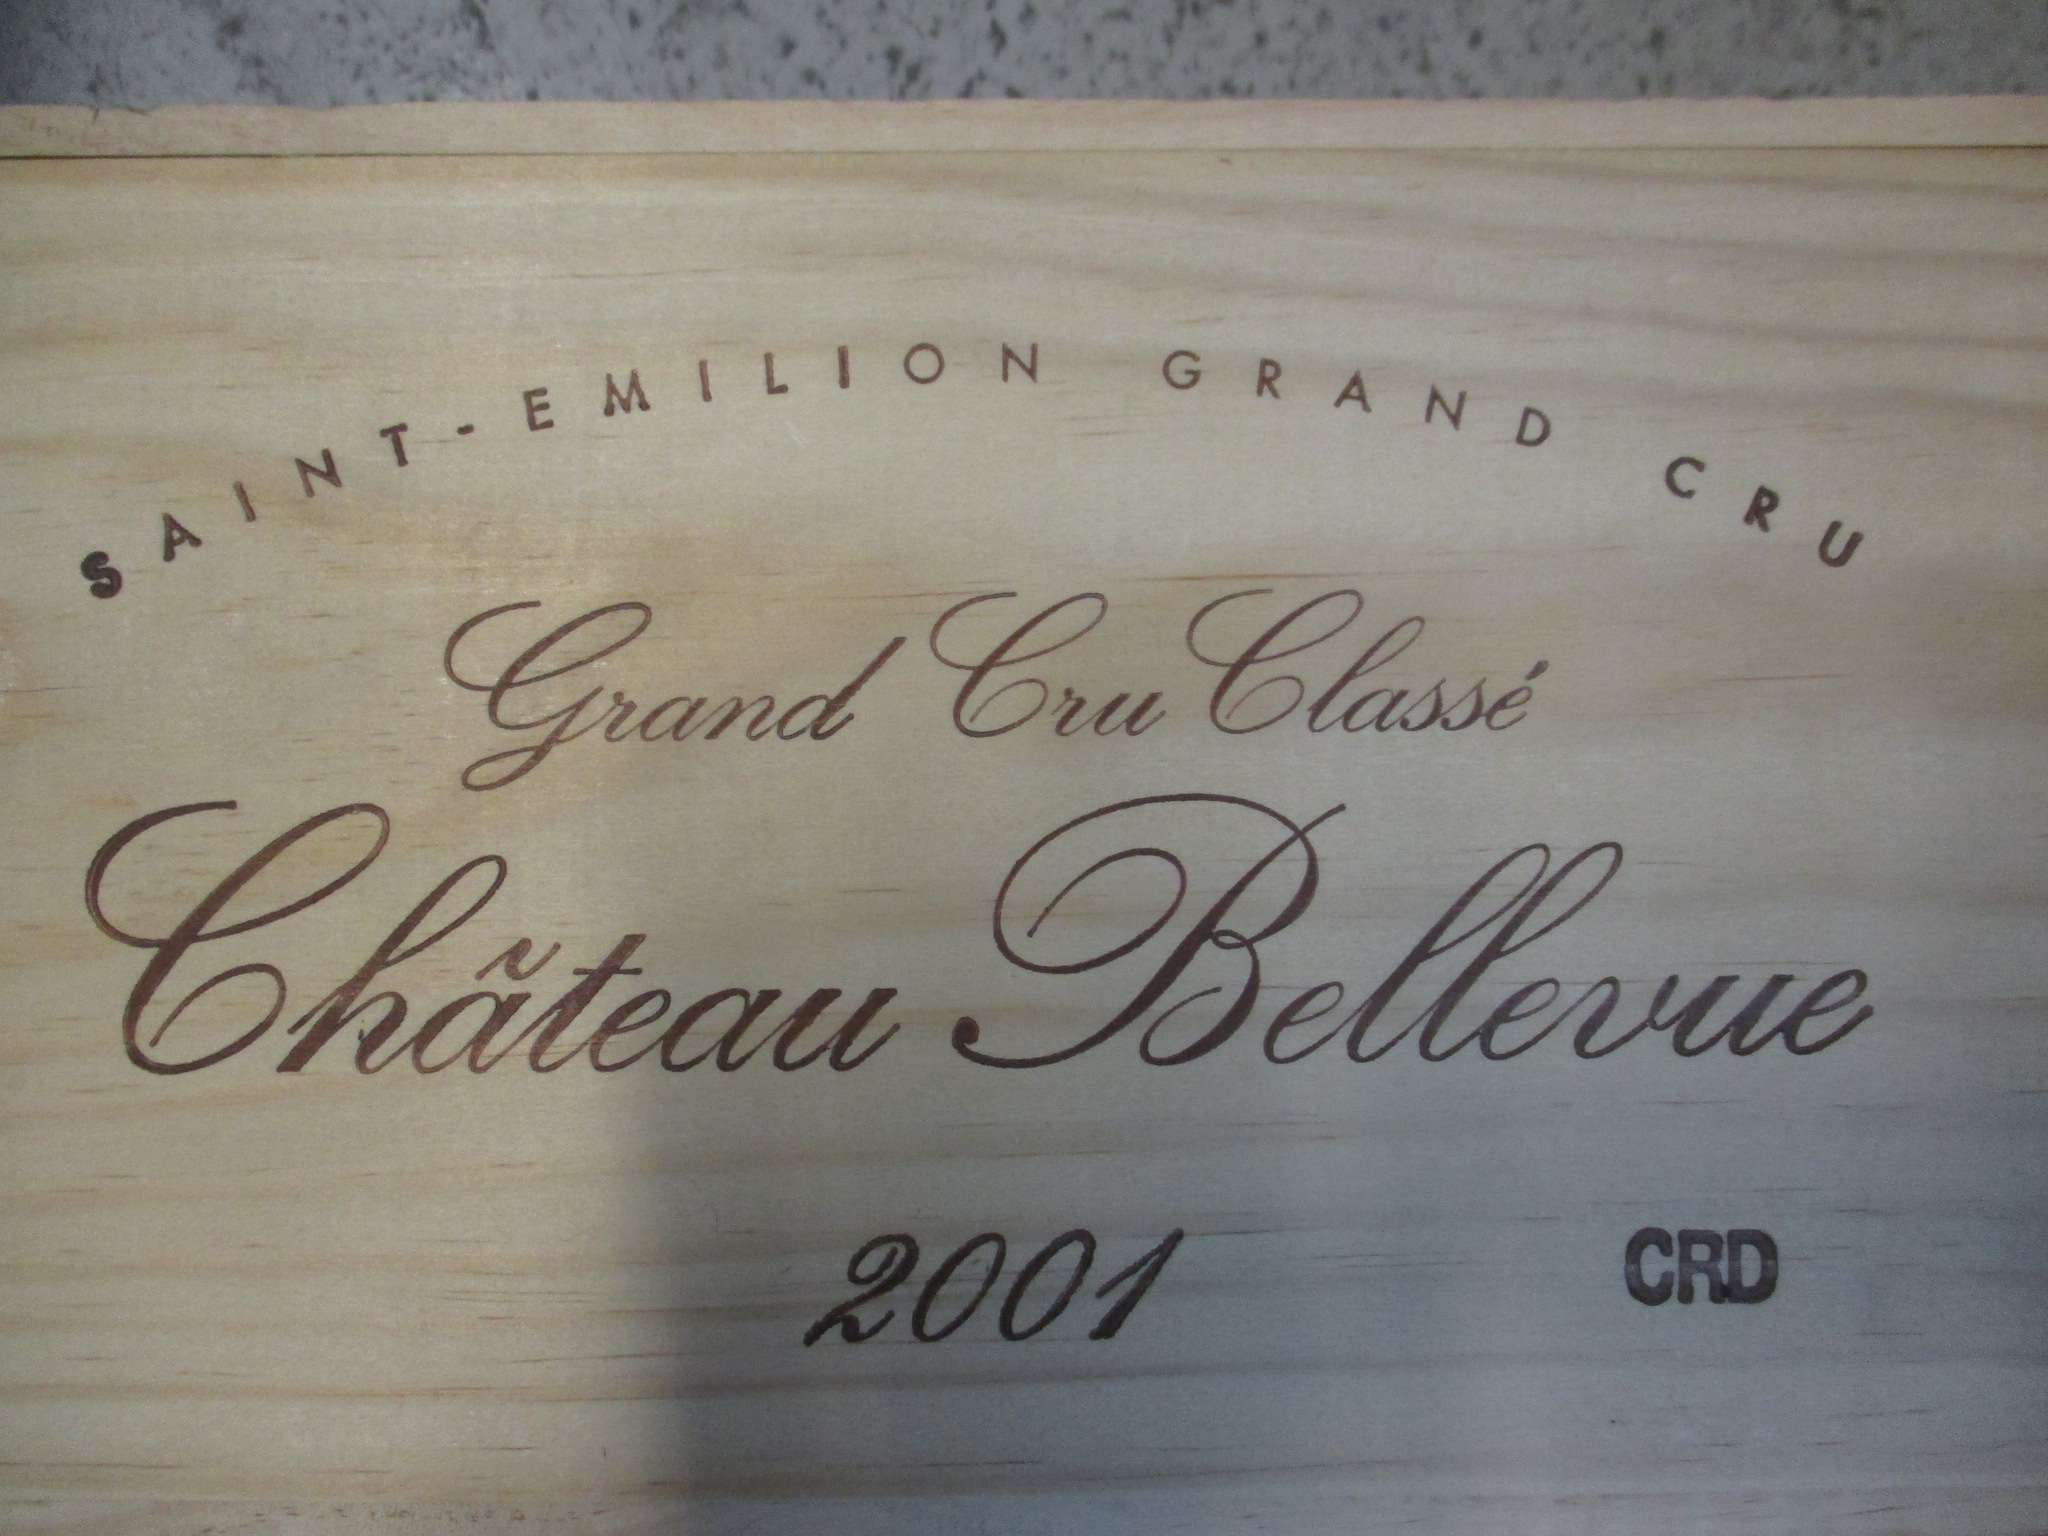 SAINT-EMILION GRAND CRU
Grand Cru Classé
Château Bellevue
2001 CRD